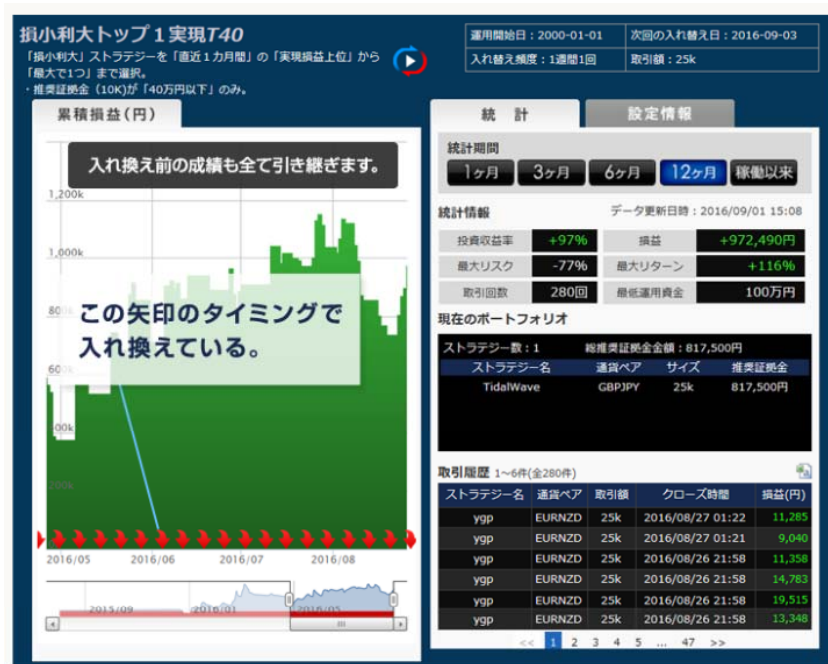 損小利大トップ１実現T40
「損小利大」ストラテジーを「直近１カ月間」の「実現損益上位」から
「最大で1つ」まで選択。
・推奨証拠金（10K)が「40万円以下」のみ。
運用開始日：2000-01-01 次回の入れ替え日：2016-09-03
入れ替え頻度：1週間1回 取引額：25k
累積損益(円)
入れ換え前の成績も全て引き継ぎます。
1,200k
1,000k
この矢印のタイミングで
入れ換えている。
2016/05 2016/06 2016/07 2016/08
2015/09 2016/01 2016/05
統 計 設定情報
統計期間
1ヶ月 3ヶ月 6ヶ月 12ヶ月 稼働以来
統計情報 データ更新日時：2016/09/01 15:08
投資収益率 +97% 損益 +972,490円
最大リスク -77% 最大リターン +116%
取引回数 280回 最低運用資金 100万円
現在のポートフォリオ
ストラテジー数：1 総推奨証拠金金額：817,500円
ストラテジー名 通貨ペア サイズ 推奨証拠金
TidalWave GBPJPY 25k 817,500円
取引履歴 1～6件(全280件)
ストラテジー名 通貨ペア 取引額 クローズ時間 損益(円)
ygp EURNZD 25k 2016/08/27 01:22 11,285
ygp EURNZD 25k 2016/08/27 01:21 9,040
ygp EURNZD 25k 2016/08/26 21:58 11,358
ygp EURNZD 25k 2016/08/26 21:58 14,783
ygp EURNZD 25k 2016/08/26 21:58 19,515
ygp EURNZD 25k 2016/08/26 21:58 13,348
<< 1 2 3 4 5 ... 47 >>